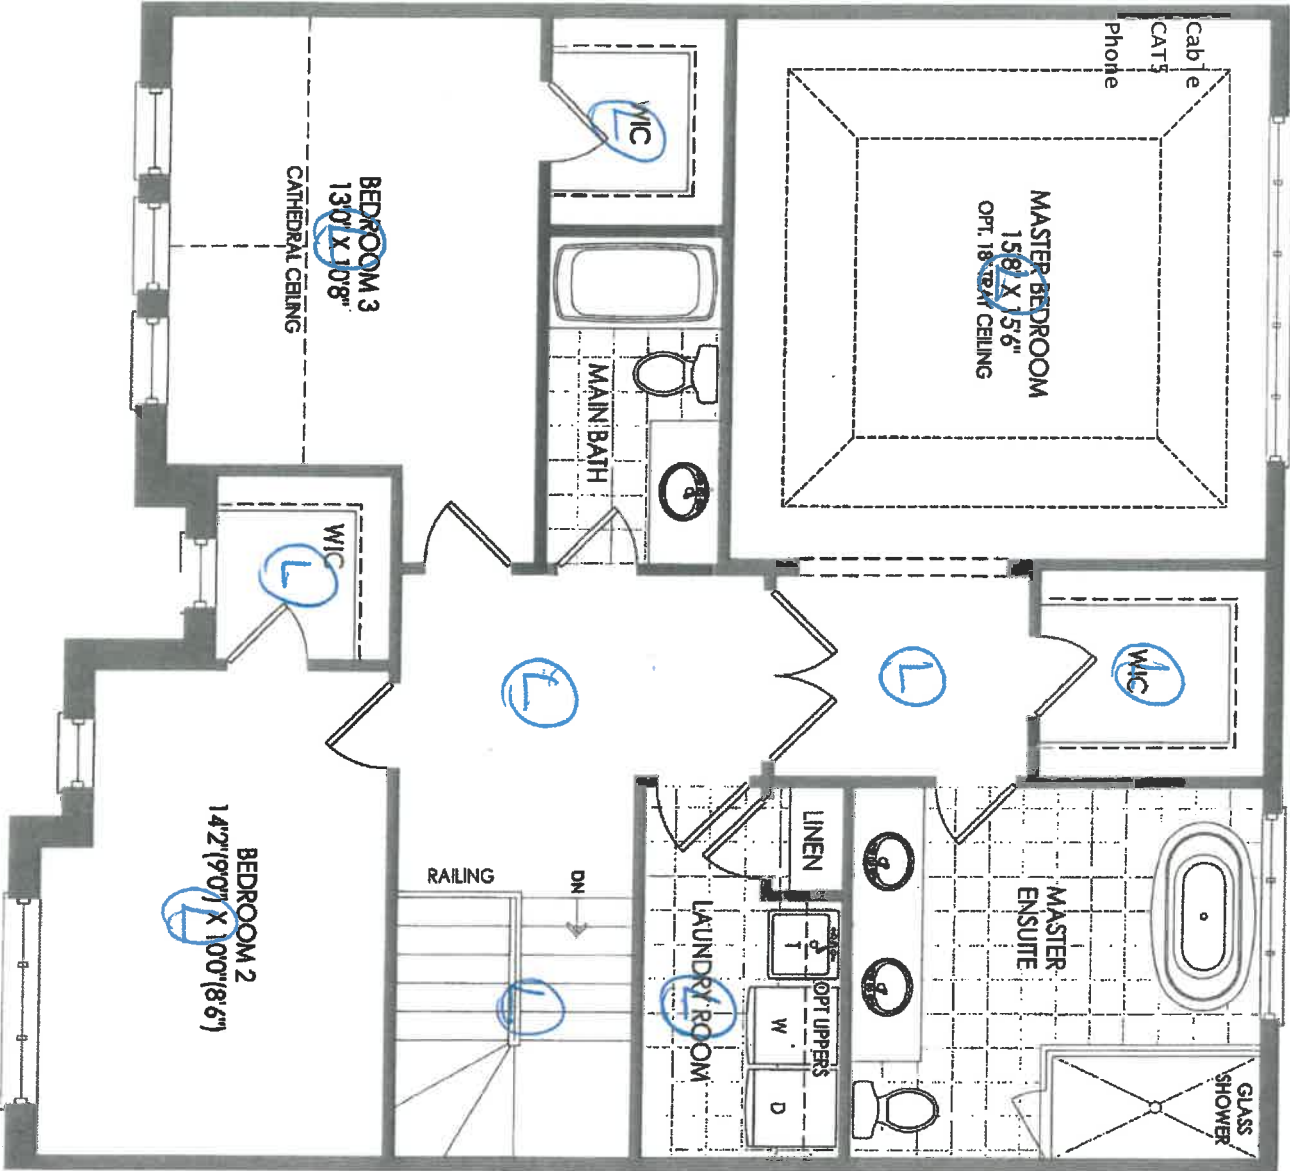 Cable
CAT5
Phone
MASTER BEDROOM
15'8" X 15'6"
OPT. 18" TRAY CEILING
L
WIC
L
BEDROOM 3
13'0" X 10'8"
L
CATHEDRAL CEILING
MAIN BATH
WIC
L
WIC
L
L
L
LINEN
MASTER
ENSUITE
GLASS
SHOWER
OPT UPPERS
T
W
D
LAUNDRY ROOM
L
DN
RAILING
L
BEDROOM 2
14'2"(9'0") X 10'0"(8'6")
L